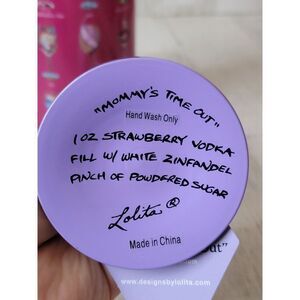 "MOMMY'S TIME OUT"
Hand Wash Only
1 OZ STRAWBERRY VODKA
FILL W/ WHITE ZINFANDEL
PINCH OF POWDERED SUGAR
Lolita ®
Made in China
out"
www.designsbylolita.com